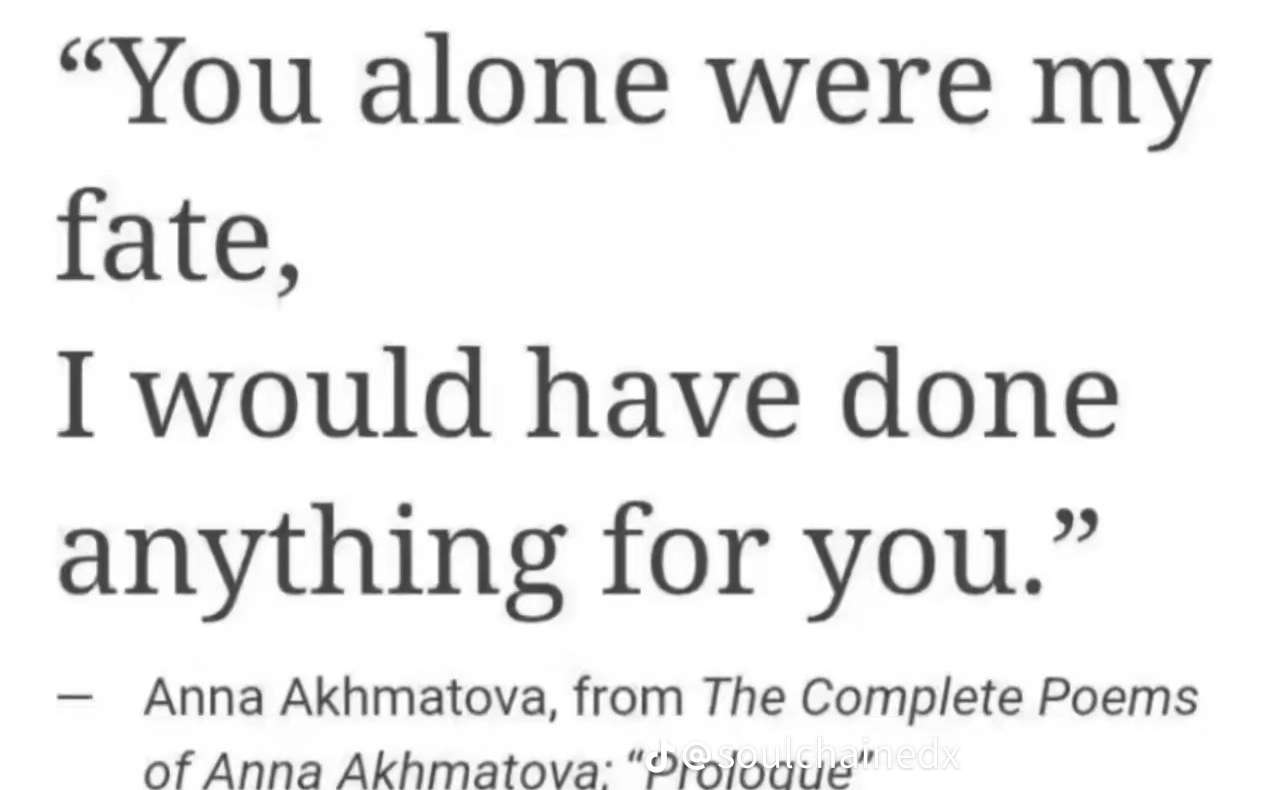 “You alone were my
fate,
I would have done
anything for you.”
— Anna Akhmatova, from The Complete Poems
of Anna Akhmatova; “Prologue”
@soulchainedx